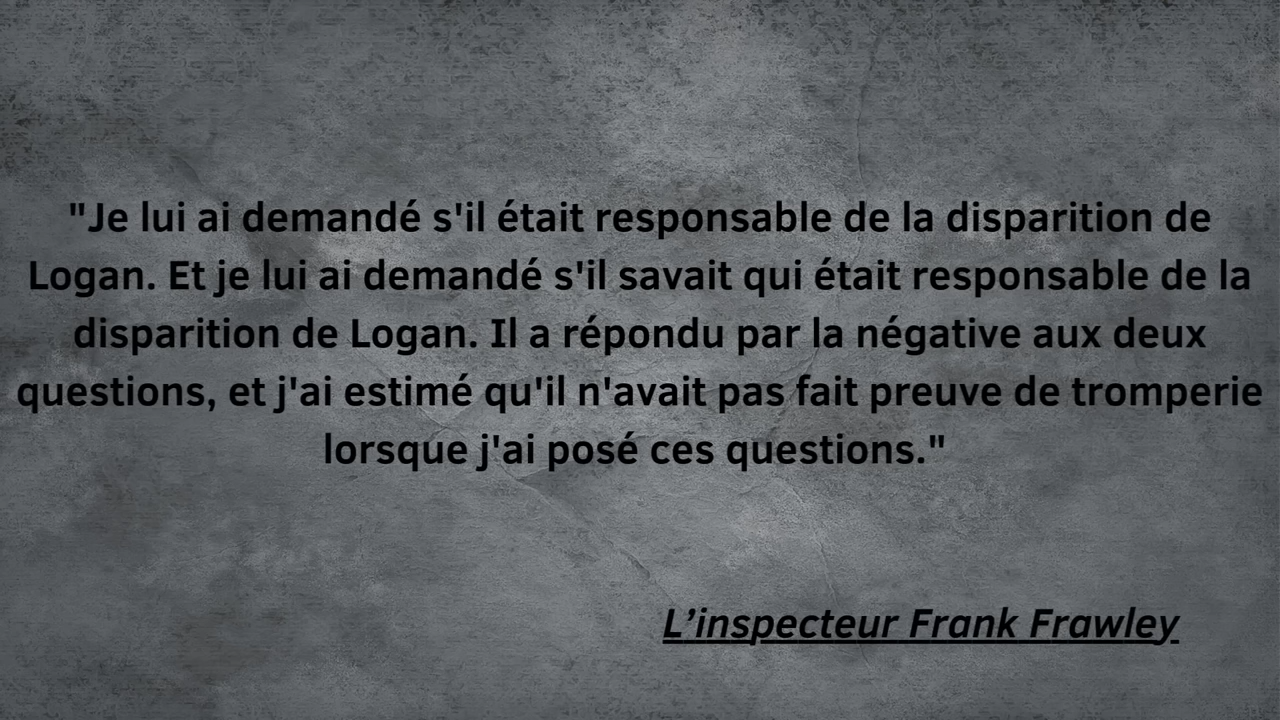 "Je lui ai demandé s'il était responsable de la disparition de
Logan. Et je lui ai demandé s'il savait qui était responsable de la
disparition de Logan. Il a répondu par la négative aux deux
questions, et j'ai estimé qu'il n'avait pas fait preuve de tromperie
lorsque j'ai posé ces questions."
L’inspecteur Frank Frawley